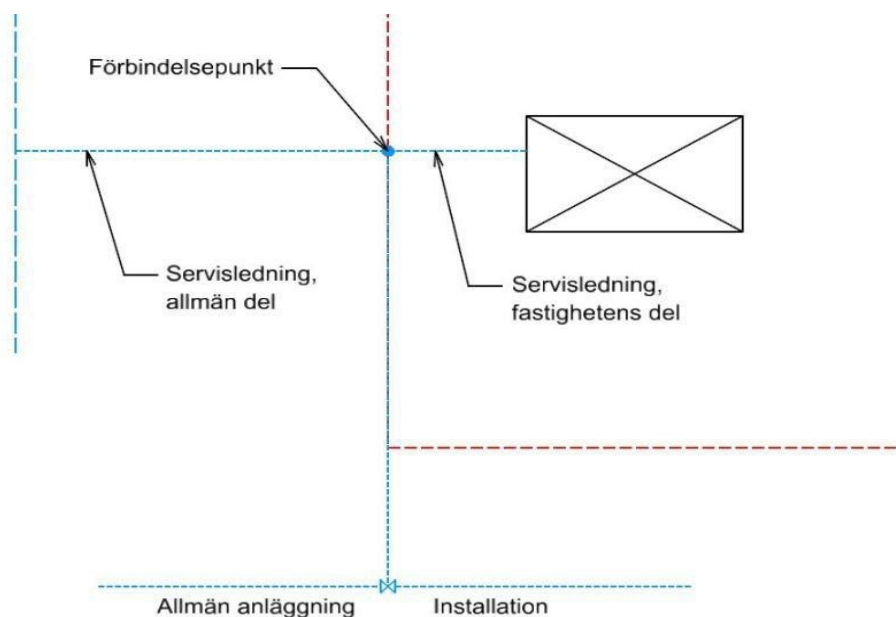 Förbindelsepunkt
Servisledning,
allmän del
Servisledning,
fastighetens del
Allmän anläggning
Installation